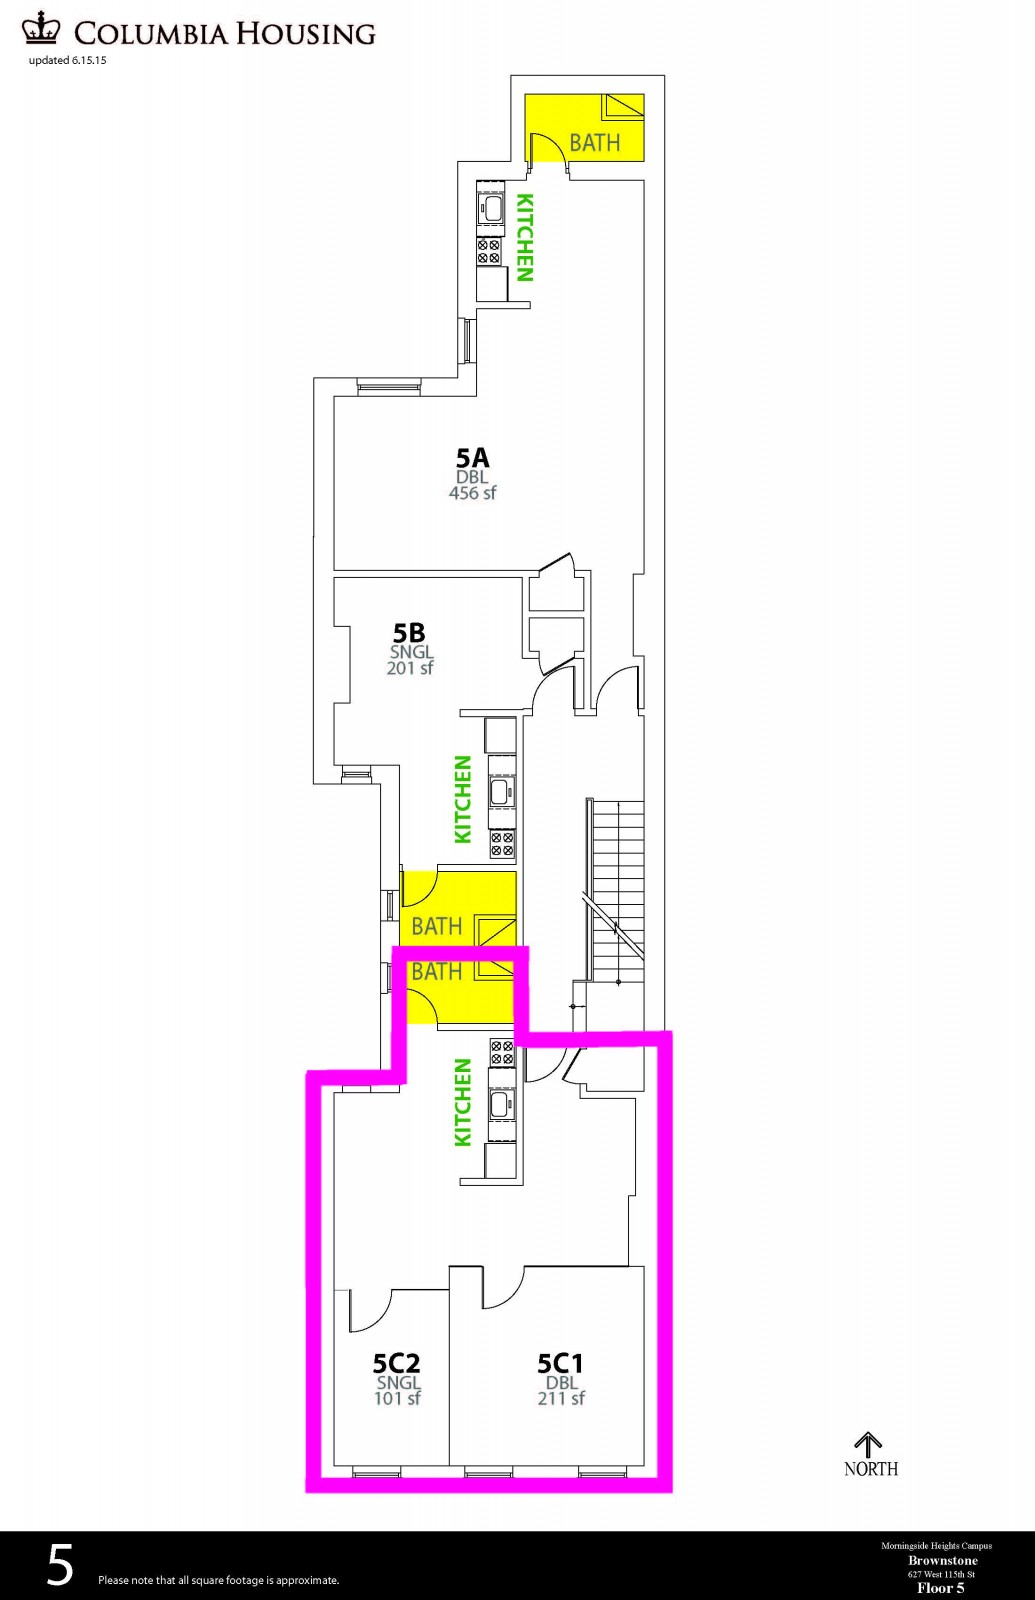 COLUMBIA HOUSING
updated 6.15.15
BATH
KITCHEN
5A
DBL
456 sf
5B
SNGL
201 sf
KITCHEN
BATH
BATH
KITCHEN
5C2
SNGL
101 sf
5C1
DBL
211 sf
NORTH
5
Please note that all square footage is approximate.
Morningside Heights Campus
Brownstone
627 West 115th St
Floor 5